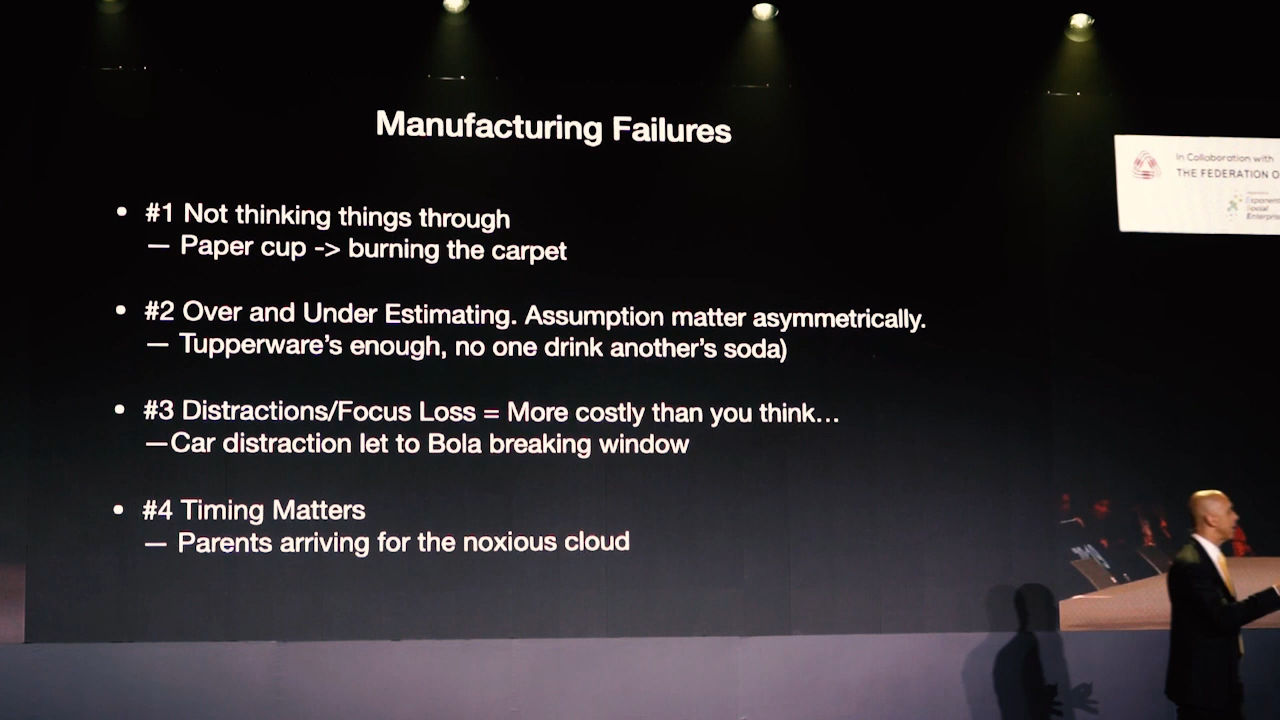 Manufacturing Failures
• #1 Not thinking things through
— Paper cup -> burning the carpet
• #2 Over and Under Estimating. Assumption matter asymmetrically.
— Tupperware’s enough, no one drink another’s soda)
• #3 Distractions/Focus Loss = More costly than you think…
—Car distraction let to Bola breaking window
• #4 Timing Matters
— Parents arriving for the noxious cloud
In Collaboration with
THE FEDERATION O
Social